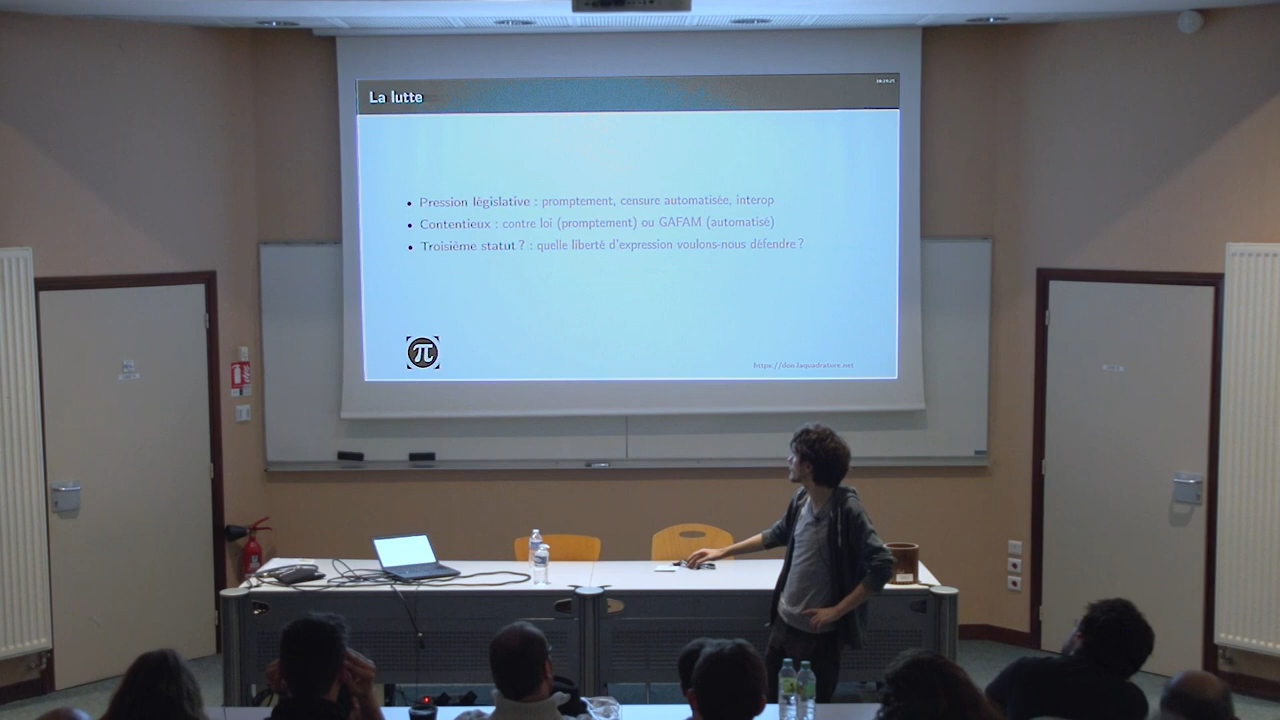 La lutte
• Pression législative : promptement, censure automatisée, interop
• Contentieux : contre loi (promptement) ou GAFAM (automatisé)
• Troisième statut ? : quelle liberté d'expression voulons-nous défendre ?
π
https://don.laquadrature.net